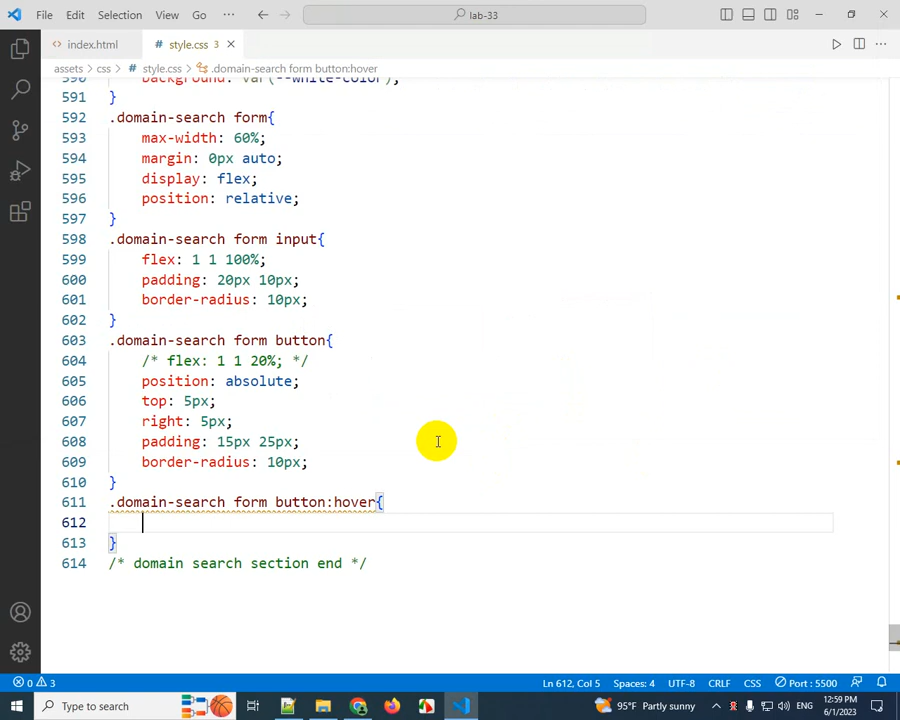 File Edit Selection View Go ··· lab-33
index.html style.css 3
assets > css > style.css > .domain-search form button:hover
590 background: var(--white-color);
591 }
592 .domain-search form{
593 max-width: 60%;
594 margin: 0px auto;
595 display: flex;
596 position: relative;
597 }
598 .domain-search form input{
599 flex: 1 1 100%;
600 padding: 20px 10px;
601 border-radius: 10px;
602 }
603 .domain-search form button{
604 /* flex: 1 1 20%; */
605 position: absolute;
606 top: 5px;
607 right: 5px;
608 padding: 15px 25px;
609 border-radius: 10px;
610 }
611 .domain-search form button:hover{
612
613 }
614 /* domain search section end */
0 3 Ln 612, Col 5 Spaces: 4 UTF-8 CRLF CSS Port : 5500
Type here to search 95°F Partly sunny ENG 12:59 PM
6/1/2023